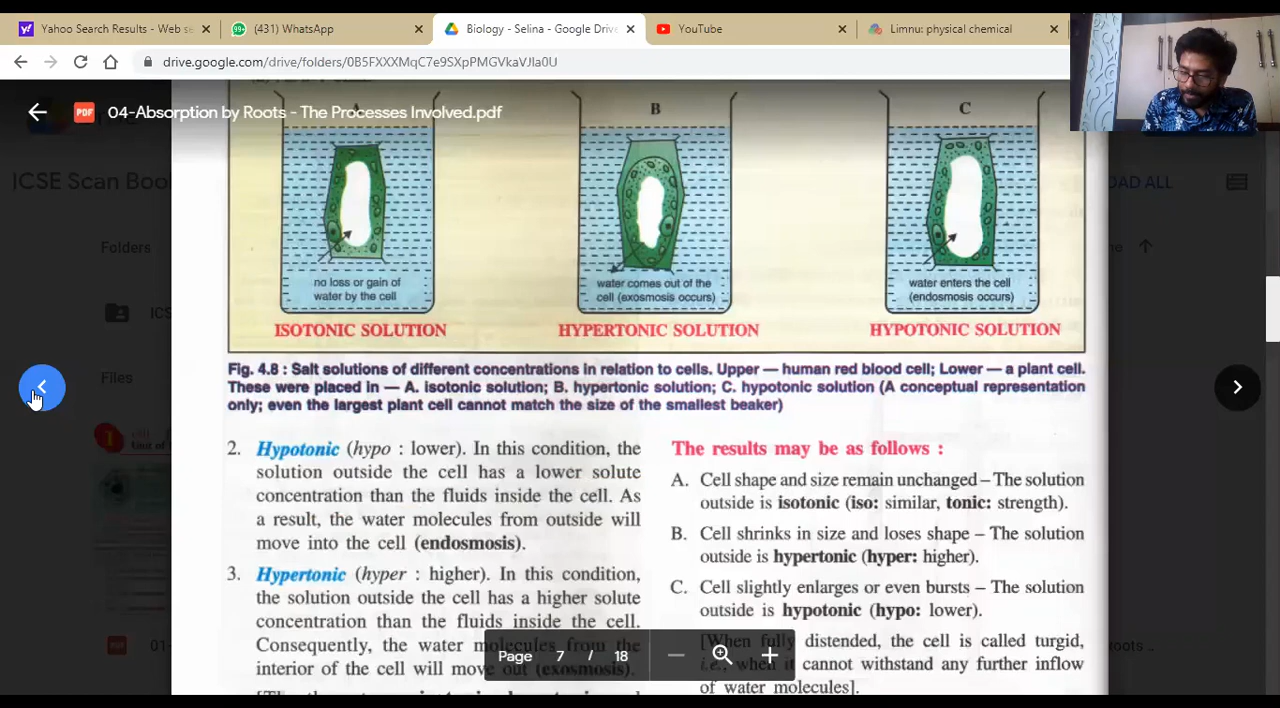 Yahoo Search Results - Web se
(431) WhatsApp
Biology - Selina - Google Drive
YouTube
Limnu: physical chemical
drive.google.com/drive/folders/0B5FXXXMqC7e9SXpPMGVkaVJIa0U
PDF
04-Absorption by Roots - The Processes Involved.pdf
ICSE Scan Boo
OAD ALL
Folders
Files
A
B
C
no loss or gain of
water by the cell
water comes out of the
cell (exosmosis occurs)
water enters the cell
(endosmosis occurs)
ISOTONIC SOLUTION
HYPERTONIC SOLUTION
HYPOTONIC SOLUTION
Fig. 4.8 : Salt solutions of different concentrations in relation to cells. Upper — human red blood cell; Lower — a plant cell.
These were placed in — A. isotonic solution; B. hypertonic solution; C. hypotonic solution (A conceptual representation
only; even the largest plant cell cannot match the size of the smallest beaker)
2. Hypotonic (hypo : lower). In this condition, the
solution outside the cell has a lower solute
concentration than the fluids inside the cell. As
a result, the water molecules from outside will
move into the cell (endosmosis).
3. Hypertonic (hyper : higher). In this condition,
the solution outside the cell has a higher solute
concentration than the fluids inside the cell.
Consequently, the water molecules from the
interior of the cell will move out (exosmosis).
The results may be as follows :
A. Cell shape and size remain unchanged – The solution
outside is isotonic (iso: similar, tonic: strength).
B. Cell shrinks in size and loses shape – The solution
outside is hypertonic (hyper: higher).
C. Cell slightly enlarges or even bursts – The solution
outside is hypotonic (hypo: lower).
[When fully distended, the cell is called turgid,
i.e., when it cannot withstand any further inflow
of water molecules].
Page 7 / 18